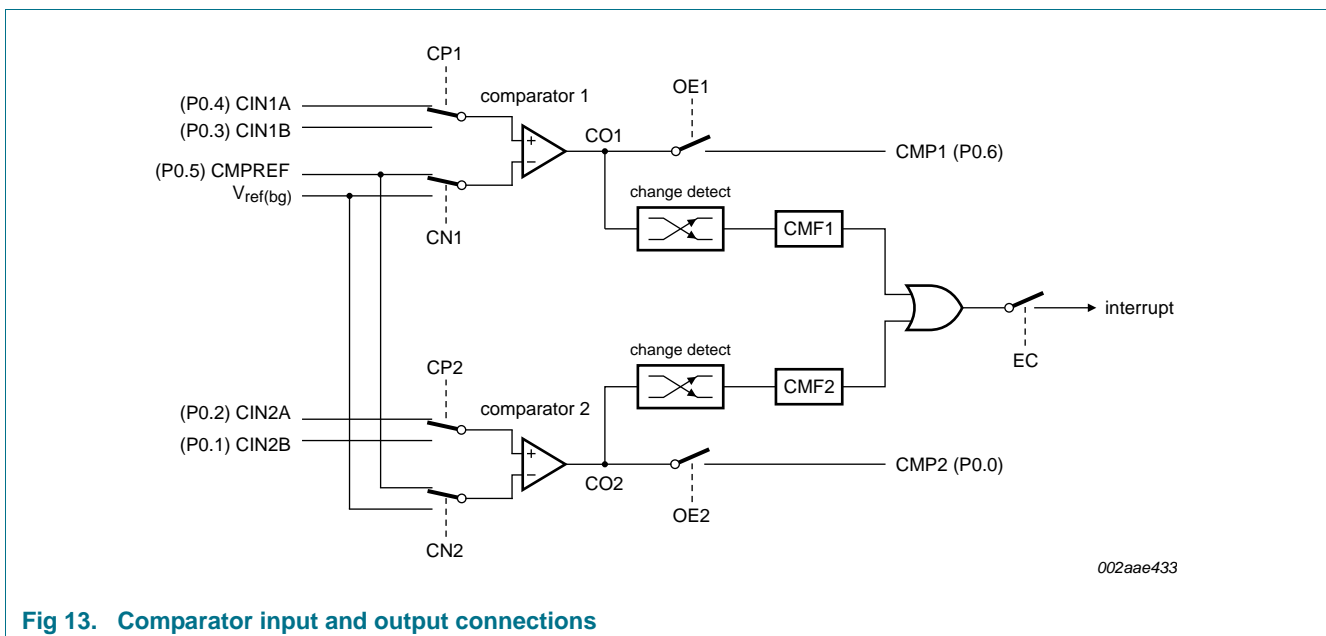 CP1
OE1
(P0.4) CIN1A
comparator 1
(P0.3) CIN1B
CO1
CMP1 (P0.6)
(P0.5) CMPREF
Vref(bg)
change detect
CN1
CMF1
interrupt
EC
change detect
CP2
CMF2
(P0.2) CIN2A
comparator 2
(P0.1) CIN2B
CMP2 (P0.0)
CO2
OE2
CN2
002aae433
Fig 13. Comparator input and output connections